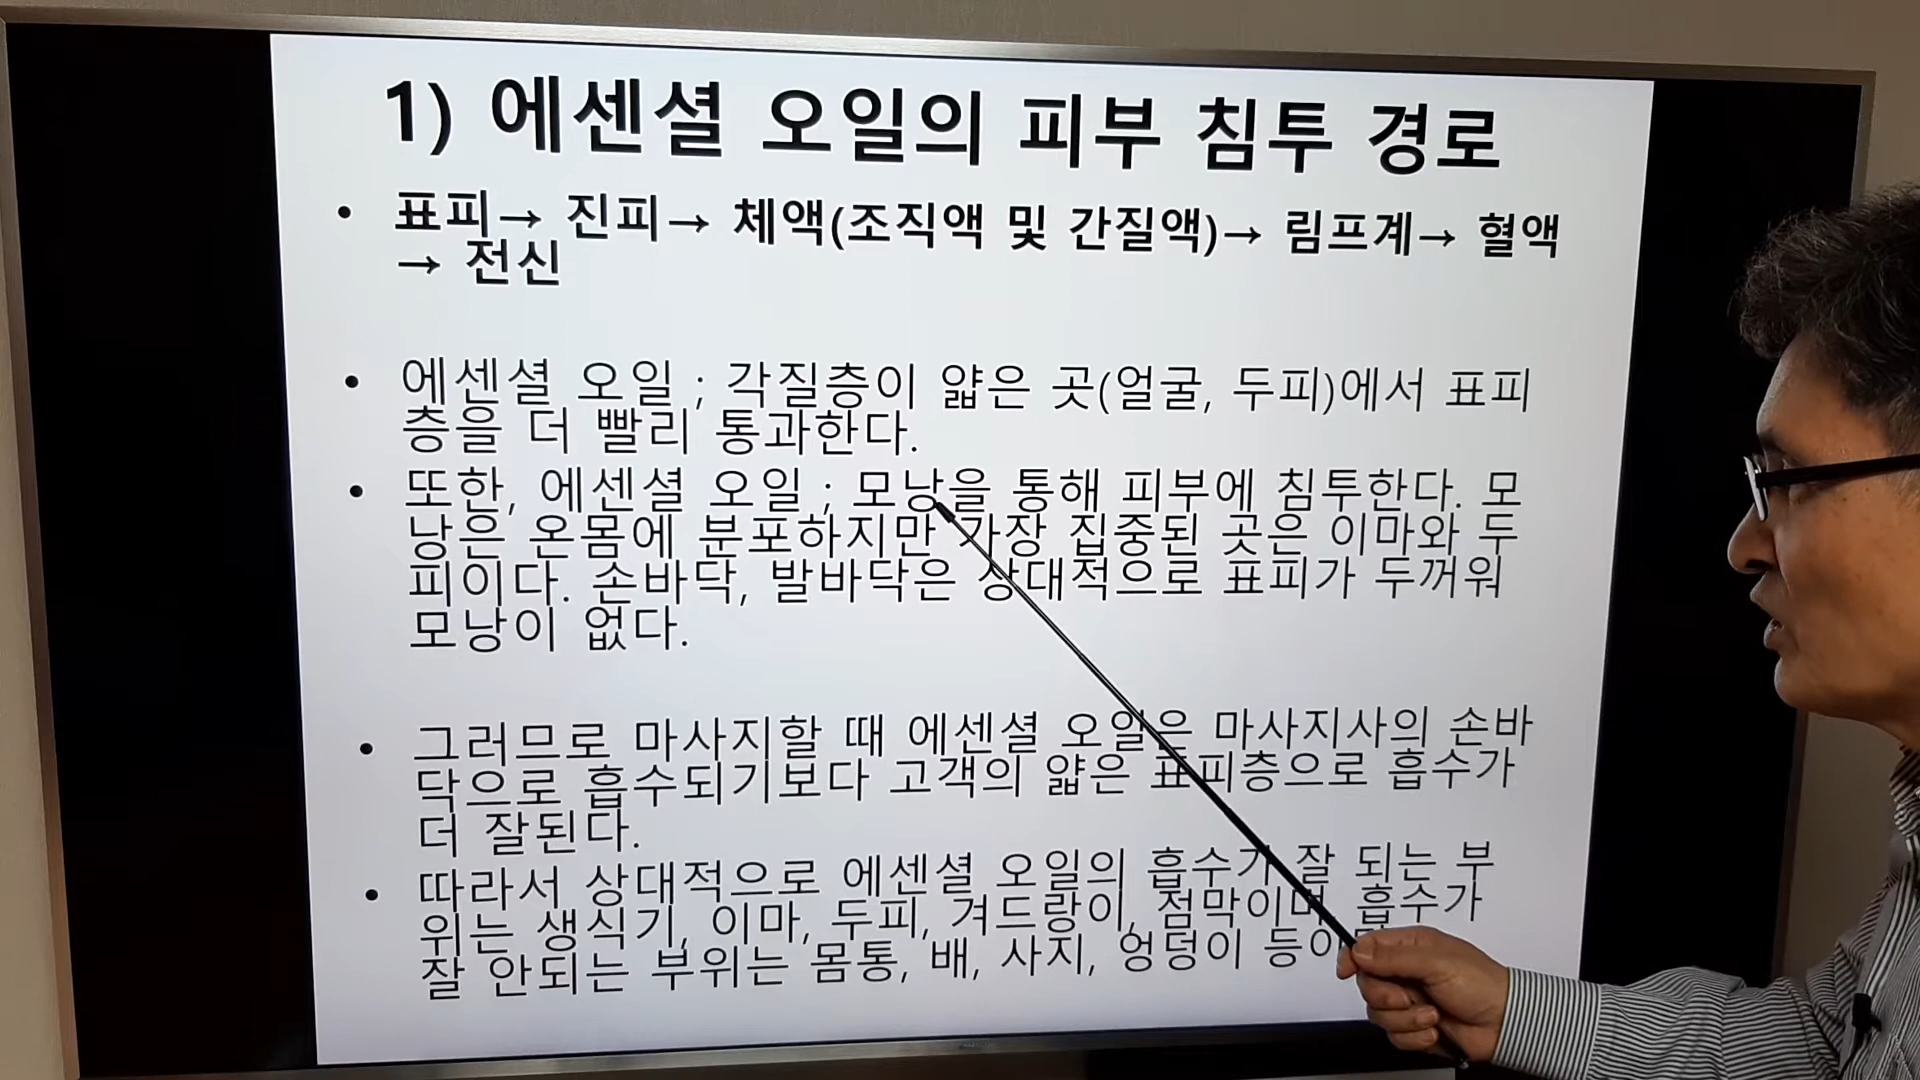 1) 에센셜 오일의 피부 침투 경로
• 표피→ 진피→ 체액(조직액 및 간질액)→ 림프계→ 혈액
→ 전신
• 에센셜 오일 ; 각질층이 얇은 곳(얼굴, 두피)에서 표피
층을 더 빨리 통과한다.
• 또한, 에센셜 오일 ; 모낭을 통해 피부에 침투한다. 모
낭은 온몸에 분포하지만 가장 집중된 곳은 이마와 두
피이다. 손바닥, 발바닥은 상대적으로 표피가 두꺼워
모낭이 없다.
• 그러므로 마사지할 때 에센셜 오일은 마사지사의 손바
닥으로 흡수되기보다 고객의 얇은 표피층으로 흡수가
더 잘된다.
• 따라서 상대적으로 에센셜 오일의 흡수가 잘 되는 부
위는 생식기, 이마, 두피, 겨드랑이, 점막이며, 흡수가
잘 안되는 부위는 몸통, 배, 사지, 엉덩이